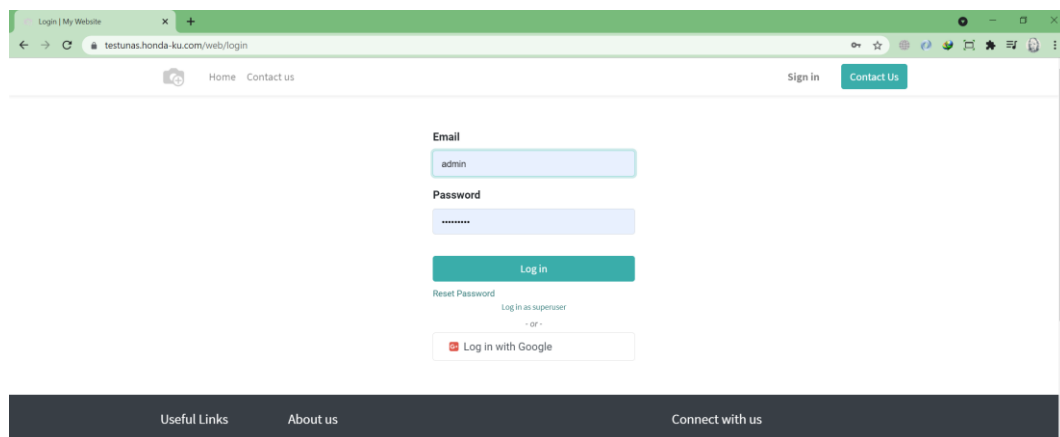 Login | My Website
testunas.honda-ku.com/web/login
Home Contact us Sign in Contact Us
Email
admin
Password
•••••••••
Log in
Reset Password
Log in as superuser
- or -
G+ Log in with Google
Useful Links About us Connect with us